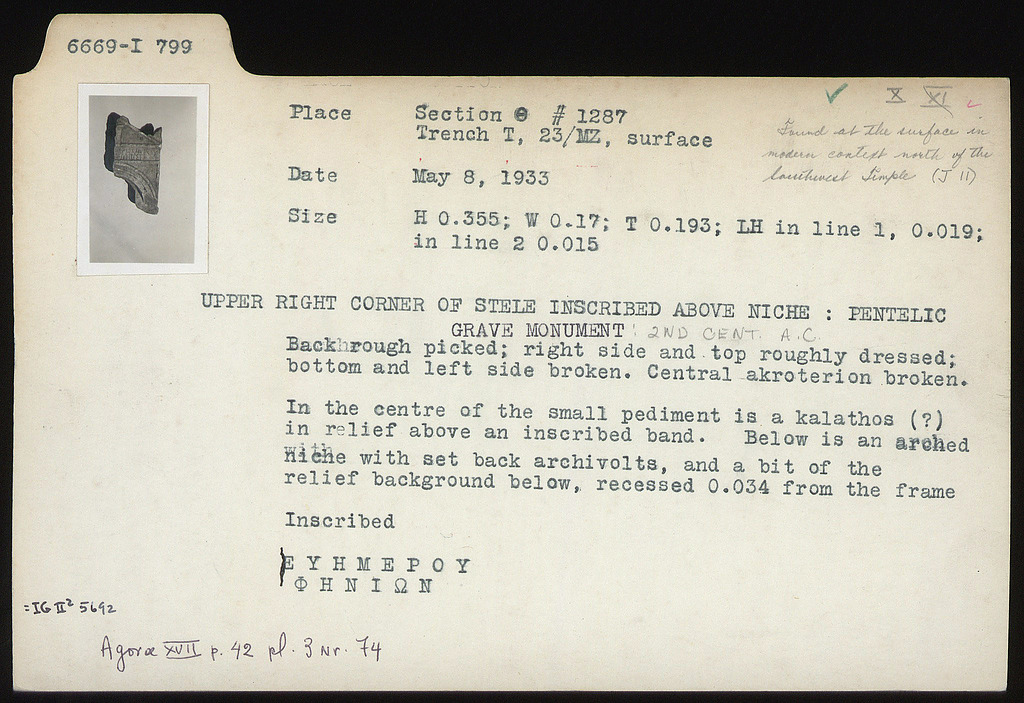 6669-I 799
Place Section Θ # 1287
Trench T, 23/ΜΖ, surface
✓ X XI
Found at the surface in
modern context north of the
Southwest Temple (J 11)
Date May 8, 1933
Size H 0.355; W 0.17; T 0.193; LH in line 1, 0.019;
in line 2 0.015
UPPER RIGHT CORNER OF STELE INSCRIBED ABOVE NICHE : PENTELIC
GRAVE MONUMENT : 2ND CENT. A.C.
Back rough picked; right side and top roughly dressed;
bottom and left side broken. Central akroterion broken.
In the centre of the small pediment is a kalathos (?)
in relief above an inscribed band. Below is an arched
niche with set back archivolts, and a bit of the
relief background below, recessed 0.034 from the frame
Inscribed
Ε Υ Η Μ Ε Ρ Ο Υ
Φ Η Ν Ι Ω Ν
=IG II² 5692
Agora XVII p. 42 pl. 3 Nr. 74